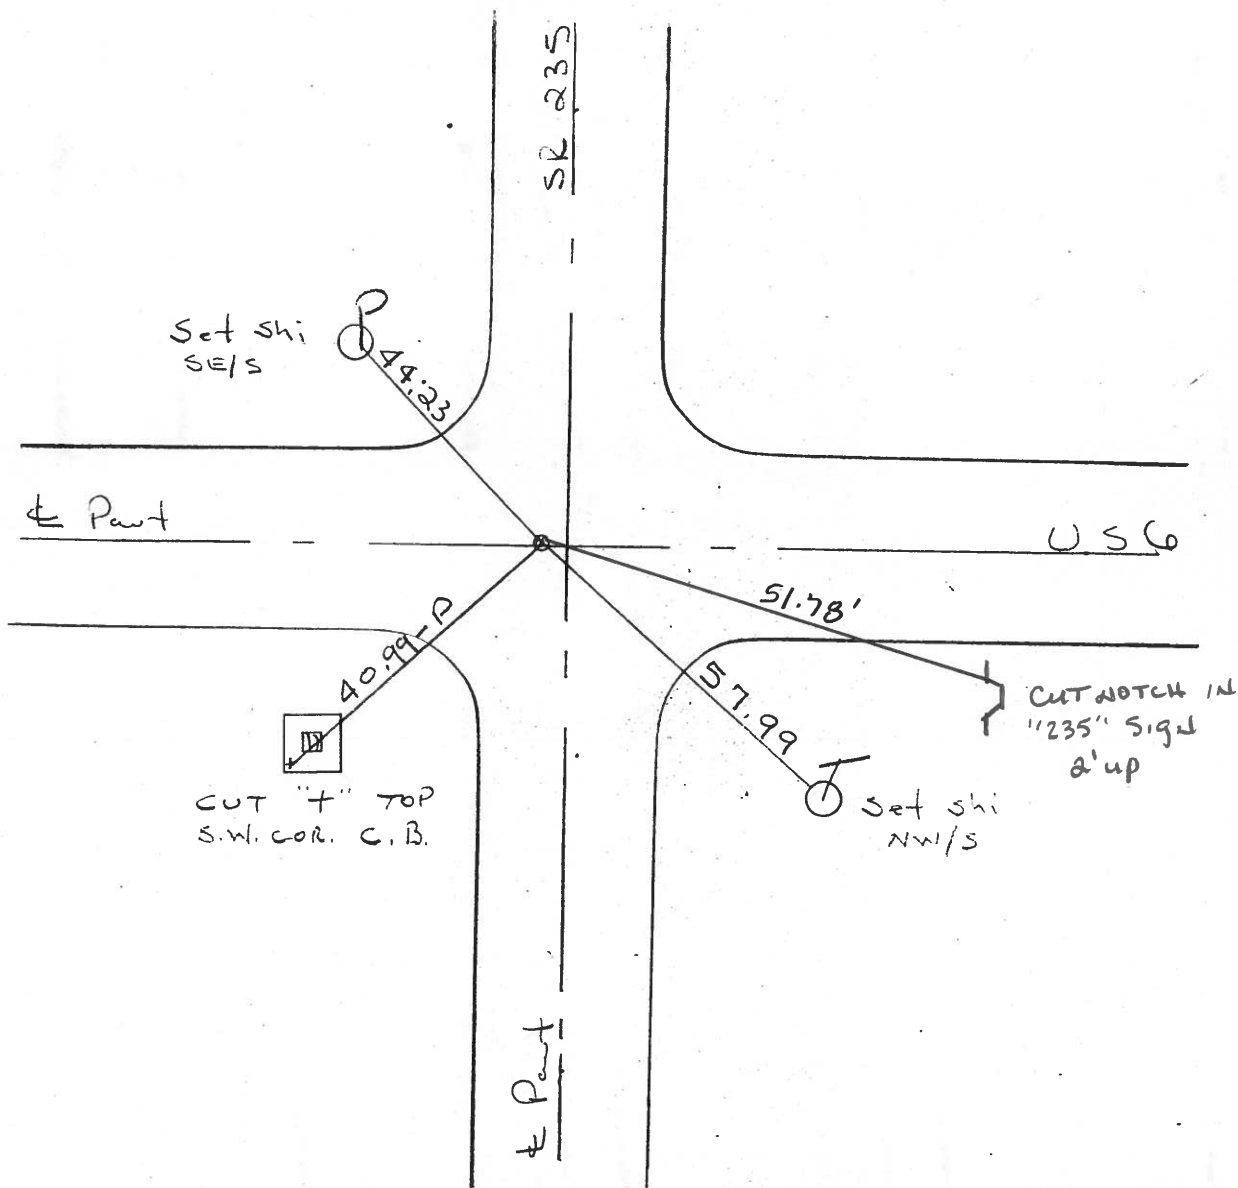 SR 235
Set shi
SE/S
P
44.23
℄ Pavt
U S 6
51.78'
40.99-P
57.99
CUT NOTCH IN
"235" Sign
2' up
T
CUT "+" TOP
S.W. COR. C.B.
Set shi
NW/S
℄ Pavt